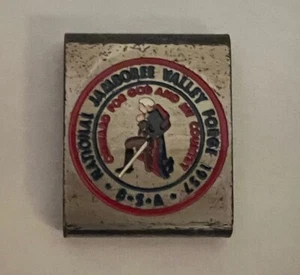 NATIONAL JAMBOREE VALLEY FORGE 1957
ONWARD FOR GOD AND MY COUNTRY
B·S·A